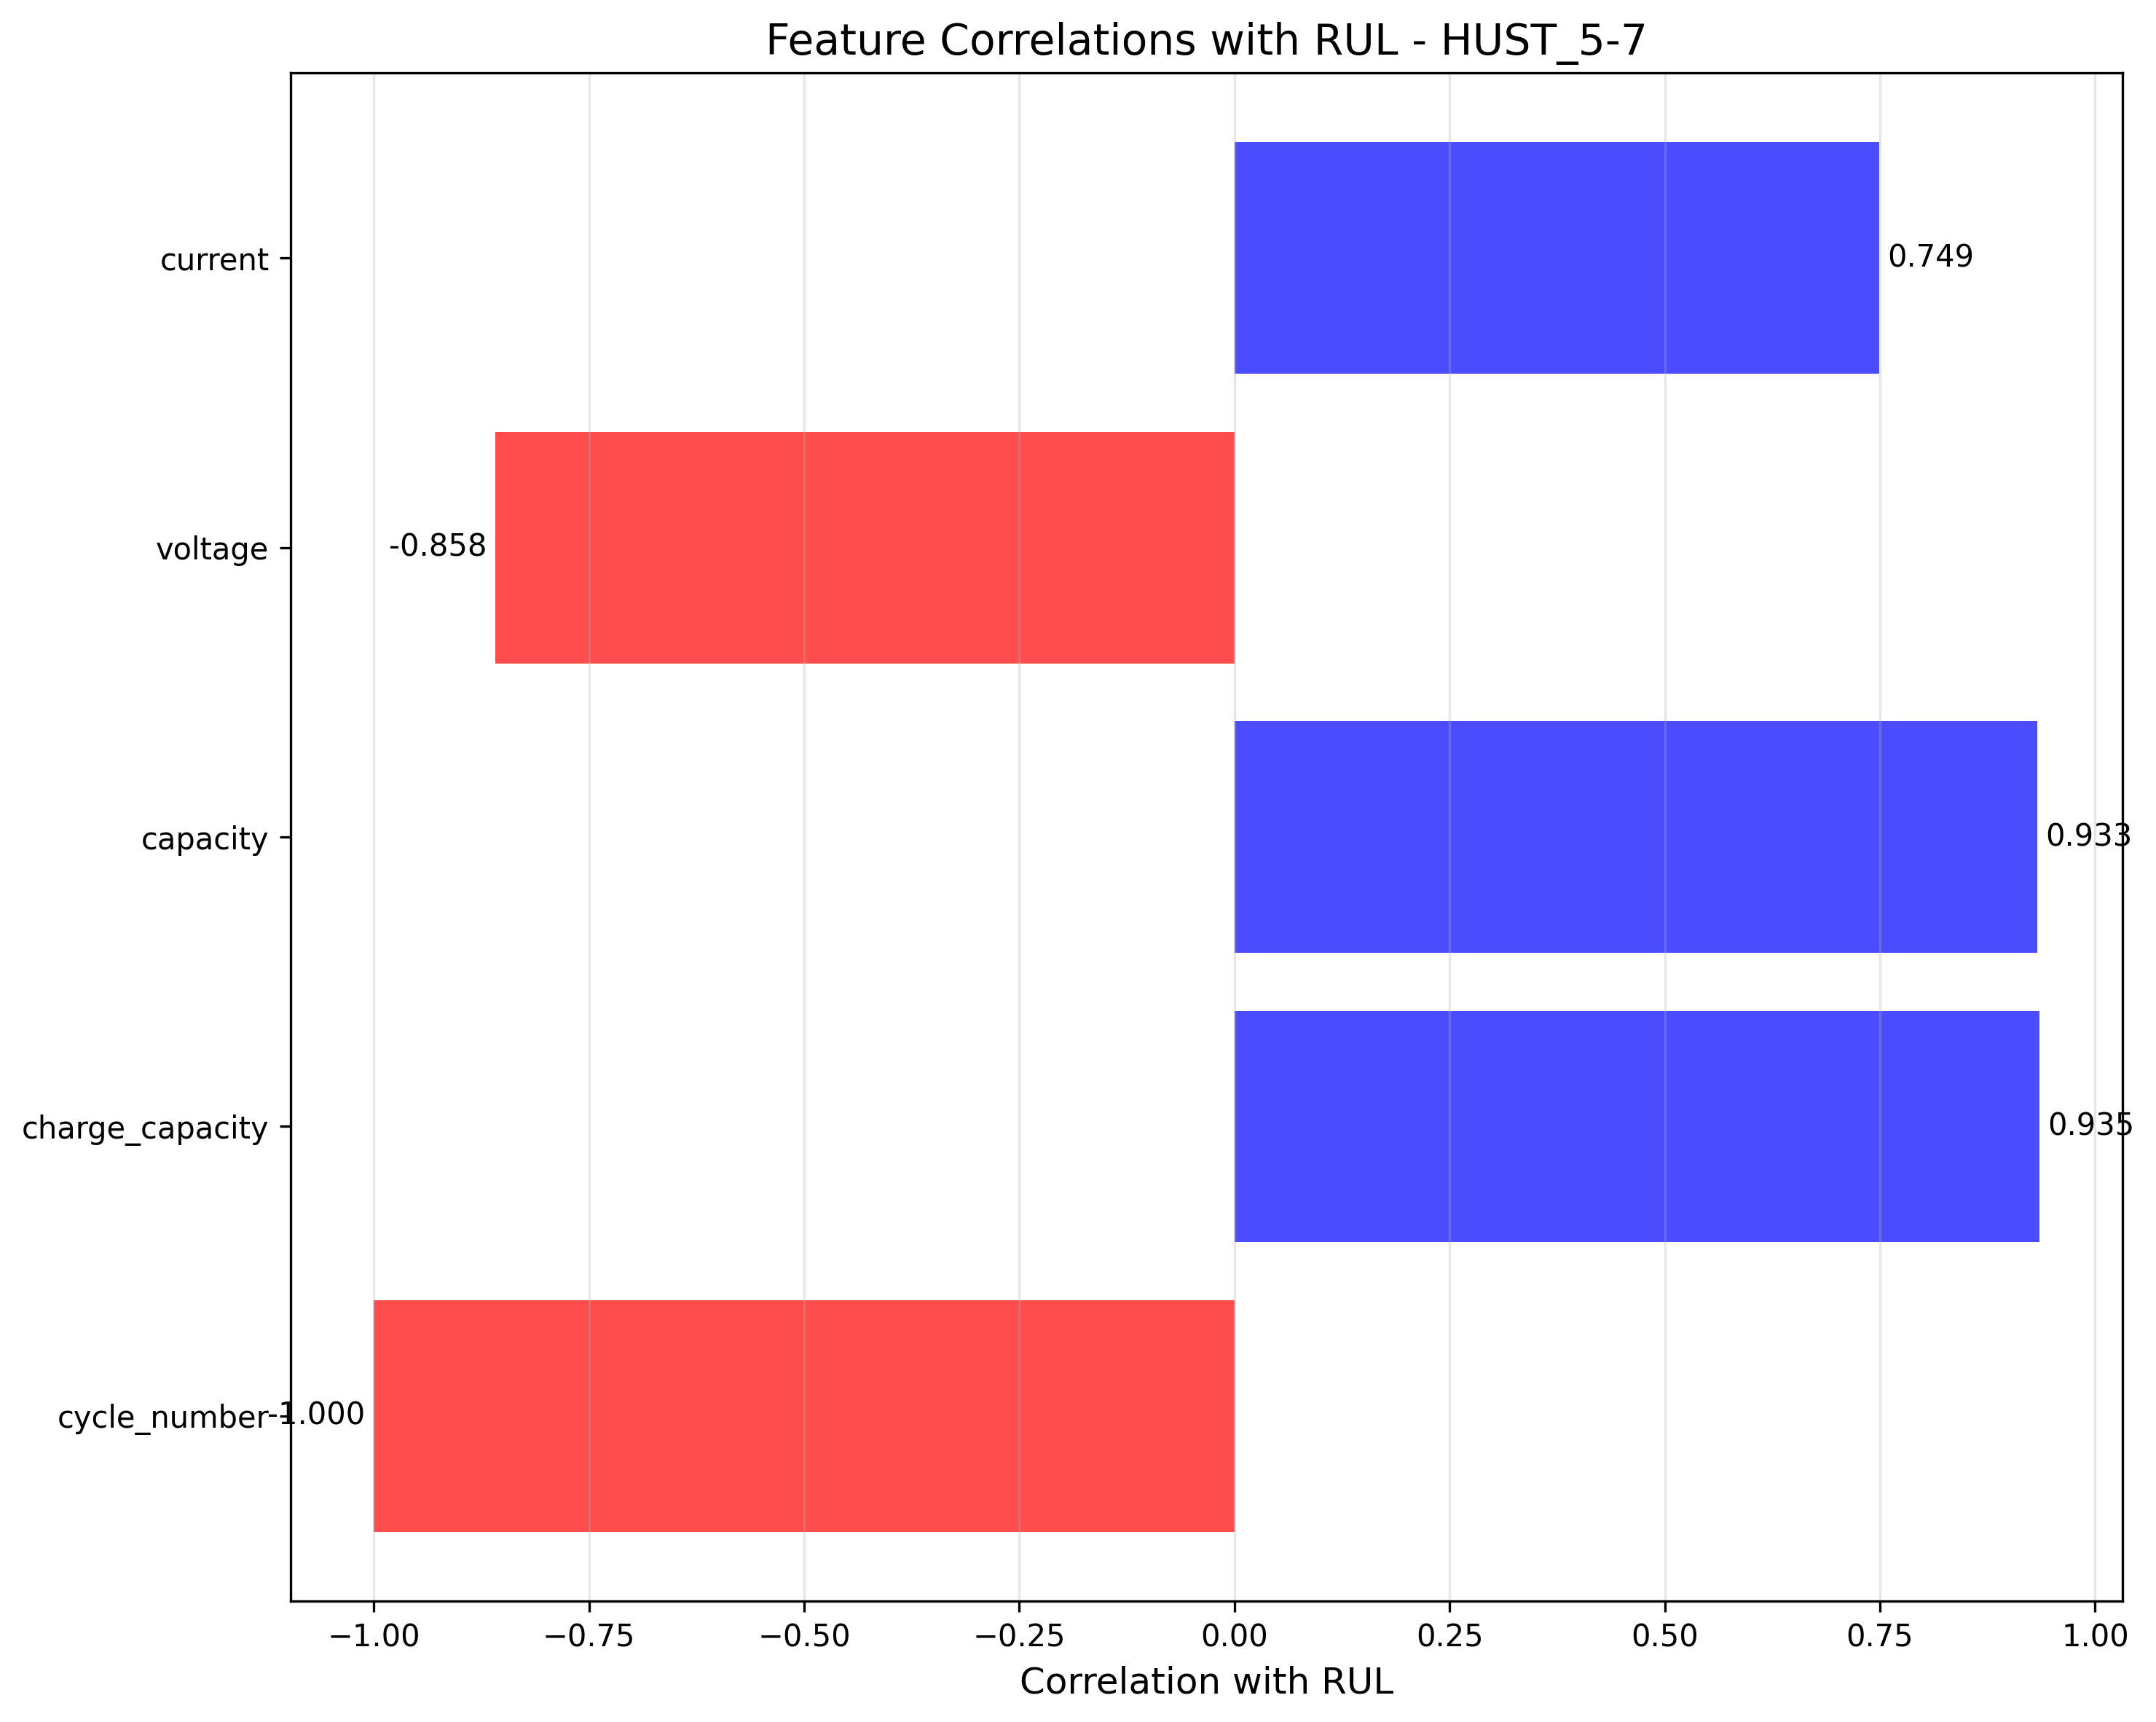 Feature Correlations with RUL - HUST_5-7
current
0.749
voltage
-0.858
capacity
0.933
charge_capacity
0.935
cycle_number
-1.000
−1.00 −0.75 −0.50 −0.25 0.00 0.25 0.50 0.75 1.00
Correlation with RUL